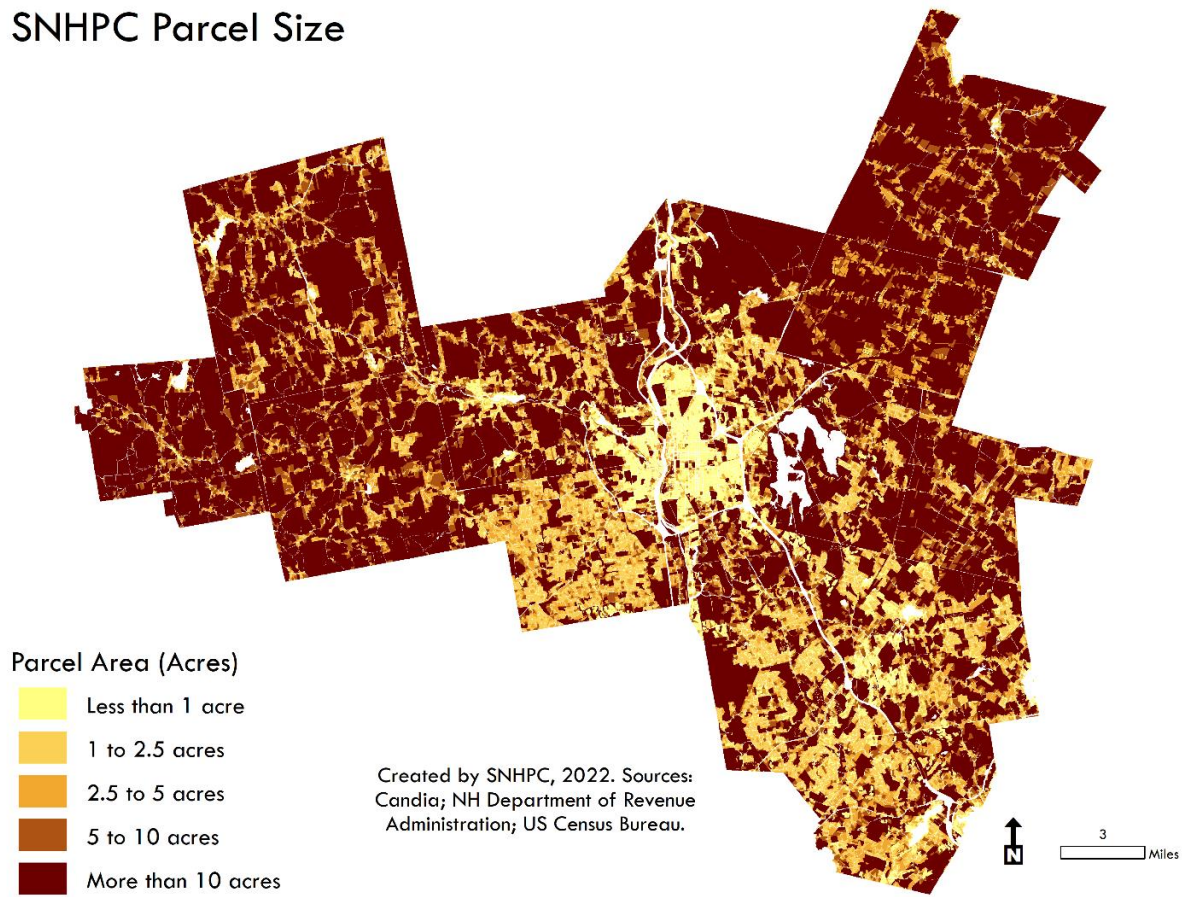 SNHPC Parcel Size
Parcel Area (Acres)
Less than 1 acre
1 to 2.5 acres
2.5 to 5 acres
5 to 10 acres
More than 10 acres
Created by SNHPC, 2022. Sources:
Candia; NH Department of Revenue
Administration; US Census Bureau.
N
3
Miles